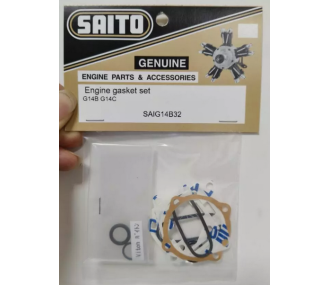 SAITO
GENUINE
ENGINE PARTS & ACCESSORIES
Engine gasket set
G14B G14C
SAIG14B32